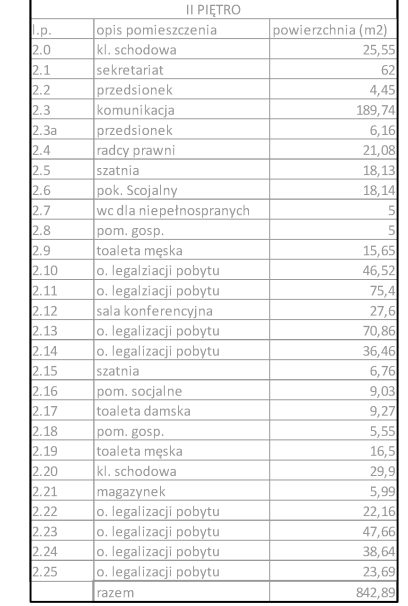 II PIĘTRO
l.p. opis pomieszczenia powierzchnia (m2)
2.0 kl. schodowa 25,55
2.1 sekretariat 62
2.2 przedsionek 4,45
2.3 komunikacja 189,74
2.3a przedsionek 6,16
2.4 radcy prawni 21,08
2.5 szatnia 18,13
2.6 pok. Scojalny 18,14
2.7 wc dla niepełnospranych 5
2.8 pom. gosp. 5
2.9 toaleta męska 15,65
2.10 o. legalziacji pobytu 46,52
2.11 o. legalziacji pobytu 75,4
2.12 sala konferencyjna 27,6
2.13 o. legalizacji pobytu 70,86
2.14 o. legalizacji pobytu 36,46
2.15 szatnia 6,76
2.16 pom. socjalne 9,03
2.17 toaleta damska 9,27
2.18 pom. gosp. 5,55
2.19 toaleta męska 16,5
2.20 kl. schodowa 29,9
2.21 magazynek 5,99
2.22 o. legalizacji pobytu 22,16
2.23 o. legalizacji pobytu 47,66
2.24 o. legalizacji pobytu 38,64
2.25 o. legalizacji pobytu 23,69
razem 842,89